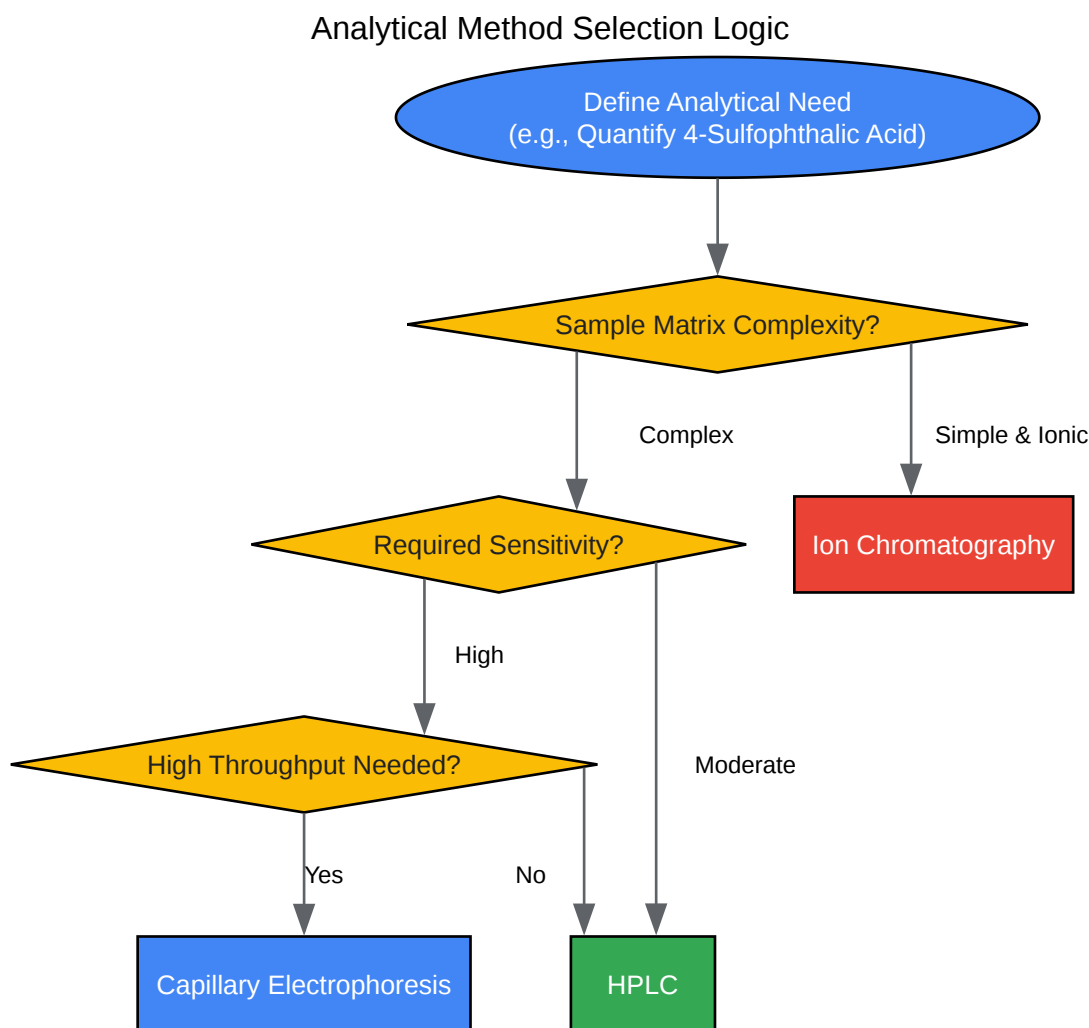 Analytical Method Selection Logic
Define Analytical Need
(e.g., Quantify 4-Sulfophthalic Acid)
Sample Matrix Complexity?
Complex
Simple & Ionic
Required Sensitivity?
Ion Chromatography
High
High Throughput Needed?
Moderate
Yes
No
Capillary Electrophoresis
HPLC